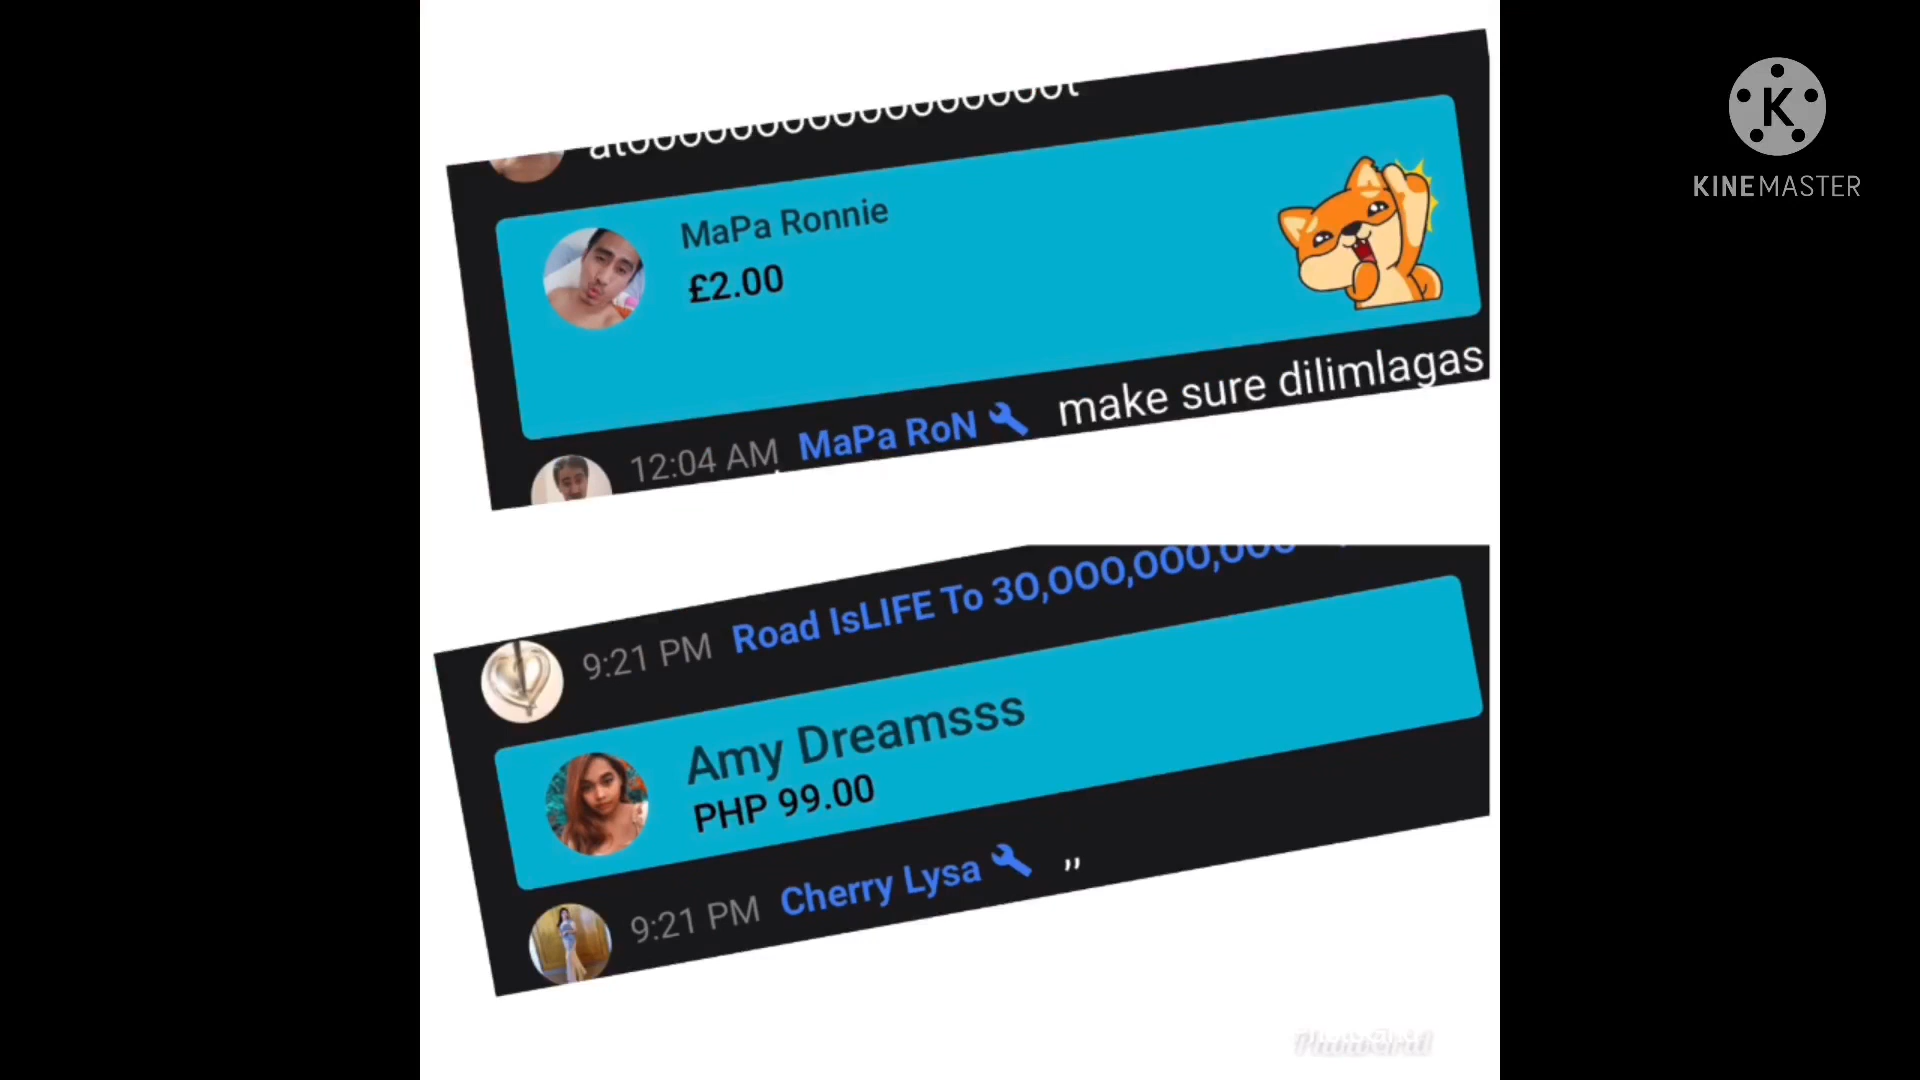 MaPa Ronnie
£2.00
12:04 AM MaPa RoN make sure dilimlagas
9:21 PM Road IsLIFE To 30,000,000,000
Amy Dreamsss
PHP 99.00
9:21 PM Cherry Lysa ,,
K
KINEMASTER